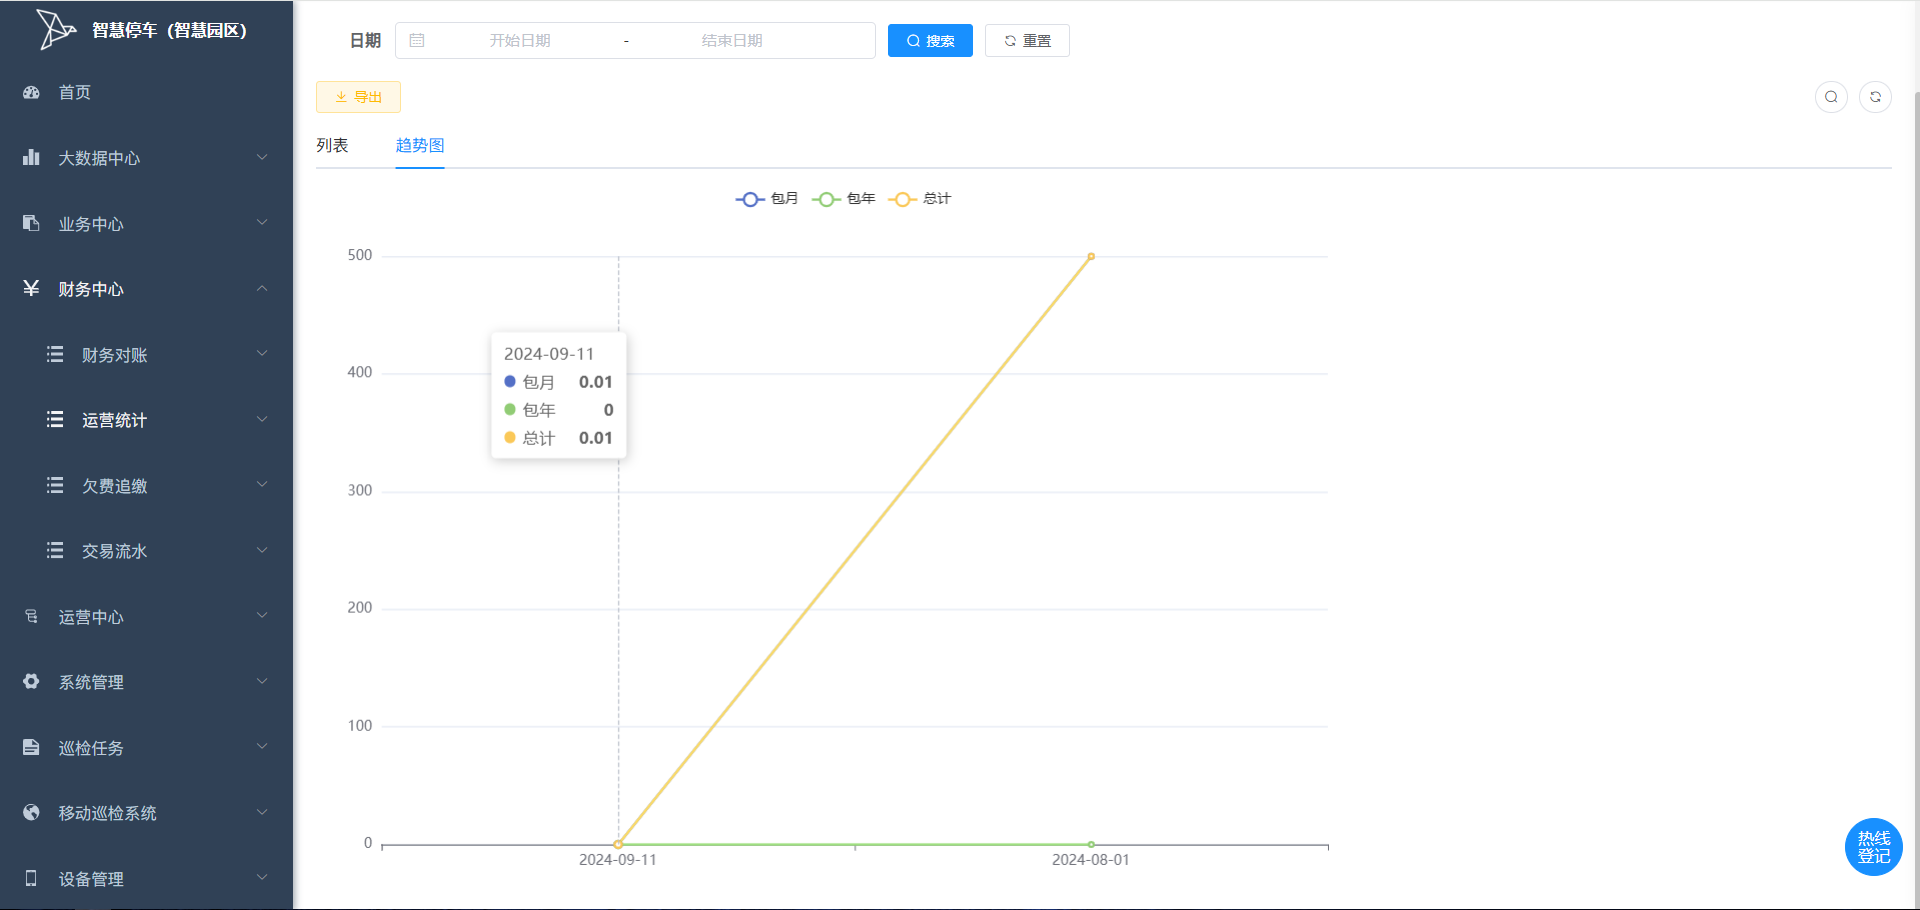 智慧停车（智慧园区）
首页
大数据中心
业务中心
财务中心
财务对账
运营统计
欠费追缴
交易流水
运营中心
系统管理
巡检任务
移动巡检系统
设备管理
日期 开始日期 - 结束日期 搜索 重置
导出
列表 趋势图
包月 包年 总计
500
400
300
200
100
0
2024-09-11
包月 0.01
包年 0
总计 0.01
2024-09-11 2024-08-01
热线
登记